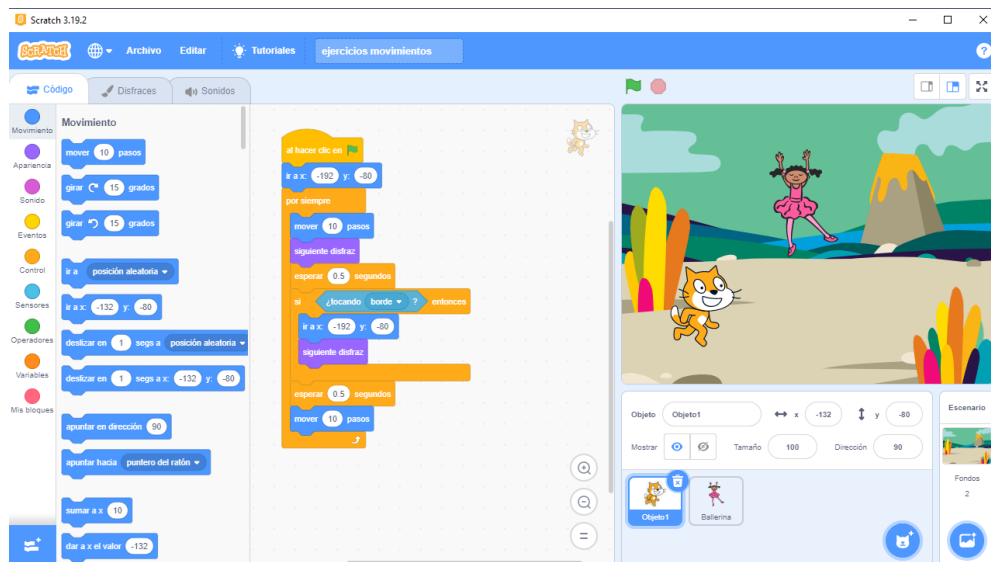 Scratch 3.19.2
SCRATCH Archivo Editar Tutoriales ejercicios movimientos ?
Código Disfraces Sonidos
Movimiento
Apariencia
Sonido
Eventos
Control
Sensores
Operadores
Variables
Mis bloques
Movimiento
mover 10 pasos
girar 15 grados
girar 15 grados
ir a posición aleatoria
ir a x: -132 y: -80
deslizar en 1 segs a posición aleatoria
deslizar en 1 segs a x: -132 y: -80
apuntar en dirección 90
apuntar hacia puntero del ratón
sumar a x 10
dar a x el valor -132
al hacer clic en
ir a x: -192 y: -80
por siempre
mover 10 pasos
siguiente disfraz
esperar 0.5 segundos
si ¿tocando borde ? entonces
ir a x: -192 y: -80
siguiente disfraz
esperar 0.5 segundos
mover 10 pasos
Objeto Objeto1 x -132 y -80
Mostrar Tamaño 100 Dirección 90
Objeto1
Ballerina
Escenario
Fondos
2